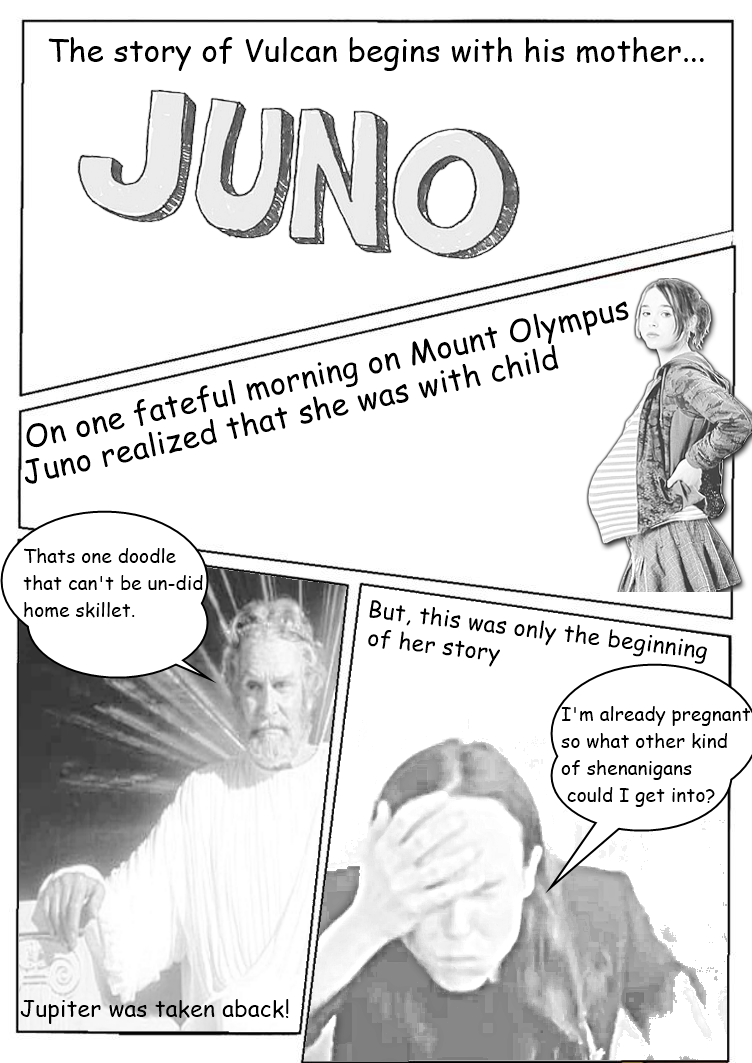 The story of Vulcan begins with his mother...
JUNO
On one fateful morning on Mount Olympus
Juno realized that she was with child
Thats one doodle
that can't be un-did
home skillet.
Jupiter was taken aback!
But, this was only the beginning
of her story
I'm already pregnant
so what other kind
of shenanigans
could I get into?